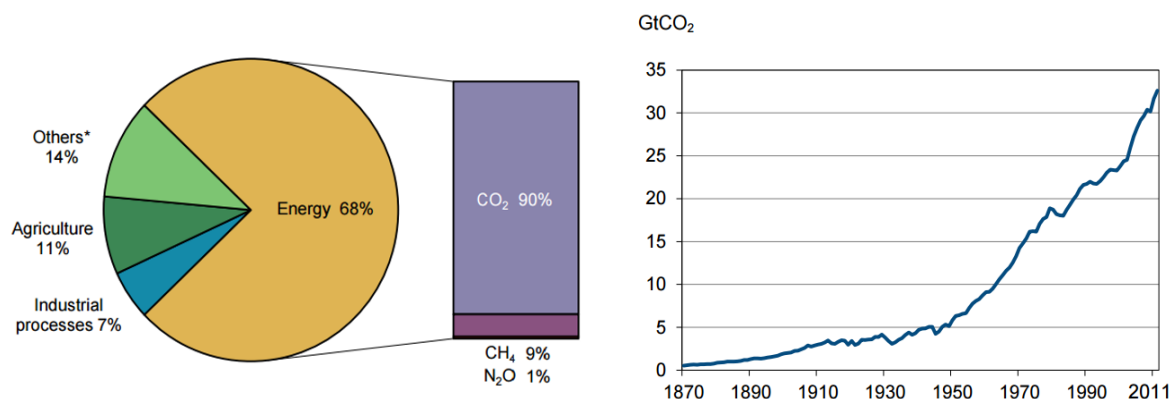 Others*
14%
Agriculture
11%
Industrial
processes 7%
Energy 68%
CO₂ 90%
CH₄ 9%
N₂O 1%
GtCO₂
35
30
25
20
15
10
5
0
1870 1890 1910 1930 1950 1970 1990 2011